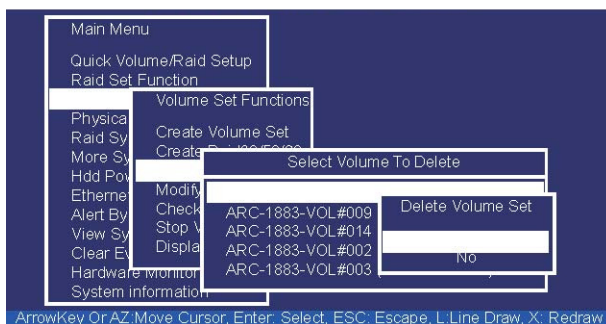 Main Menu
Quick Volume/Raid Setup
Raid Set Function
Volume Set Functions
Physica
Create Volume Set
Raid Sy
Create
More Sy
Select Volume To Delete
Hdd Pow
Etherne
Modify
Delete Volume Set
Alert By
Check
ARC-1883-VOL#009
View Sy
Stop V
ARC-1883-VOL#014
Clear Ev
Displa
ARC-1883-VOL#002
No
Hardware Monitor
ARC-1883-VOL#003 (
System information
ArrowKey Or AZ:Move Cursor, Enter: Select, ESC: Escape, L:Line Draw, X: Redraw